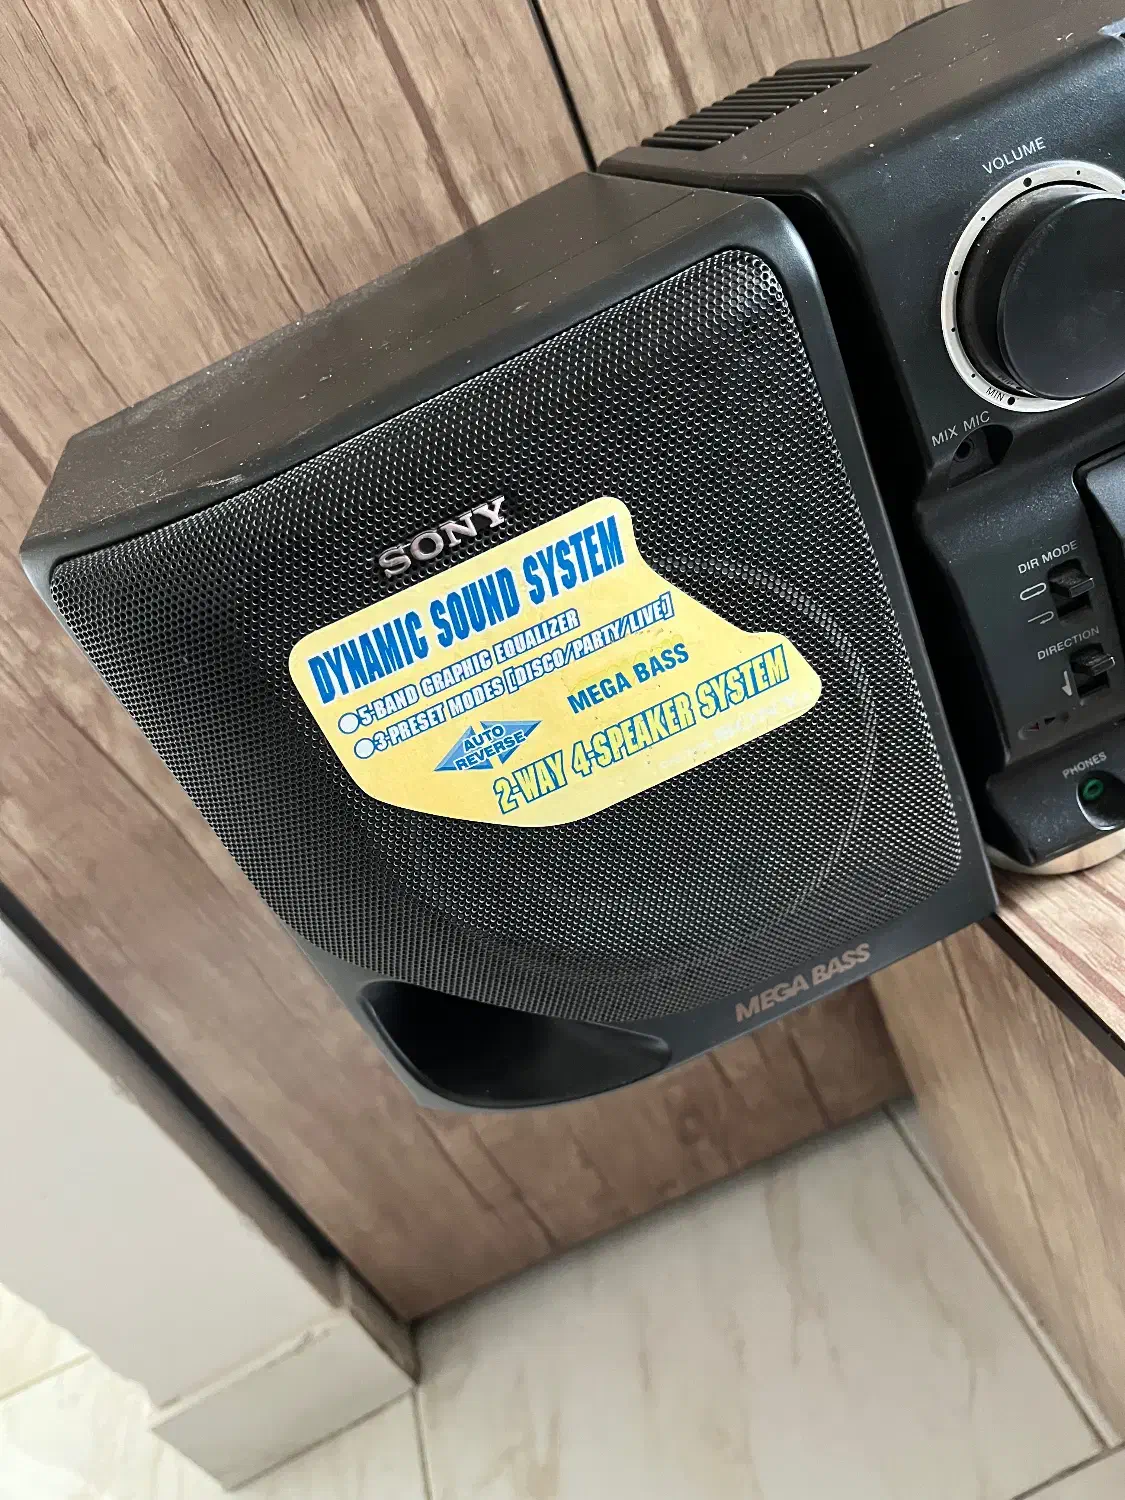 SONY
DYNAMIC SOUND SYSTEM
5-BAND GRAPHIC EQUALIZER
3-PRESET MODES [DISCO/PARTY/LIVE]
AUTO
REVERSE
MEGA BASS
2-WAY 4-SPEAKER SYSTEM
MEGA BASS
VOLUME
MIN
MIX MIC
DIR MODE
DIRECTION
PHONES